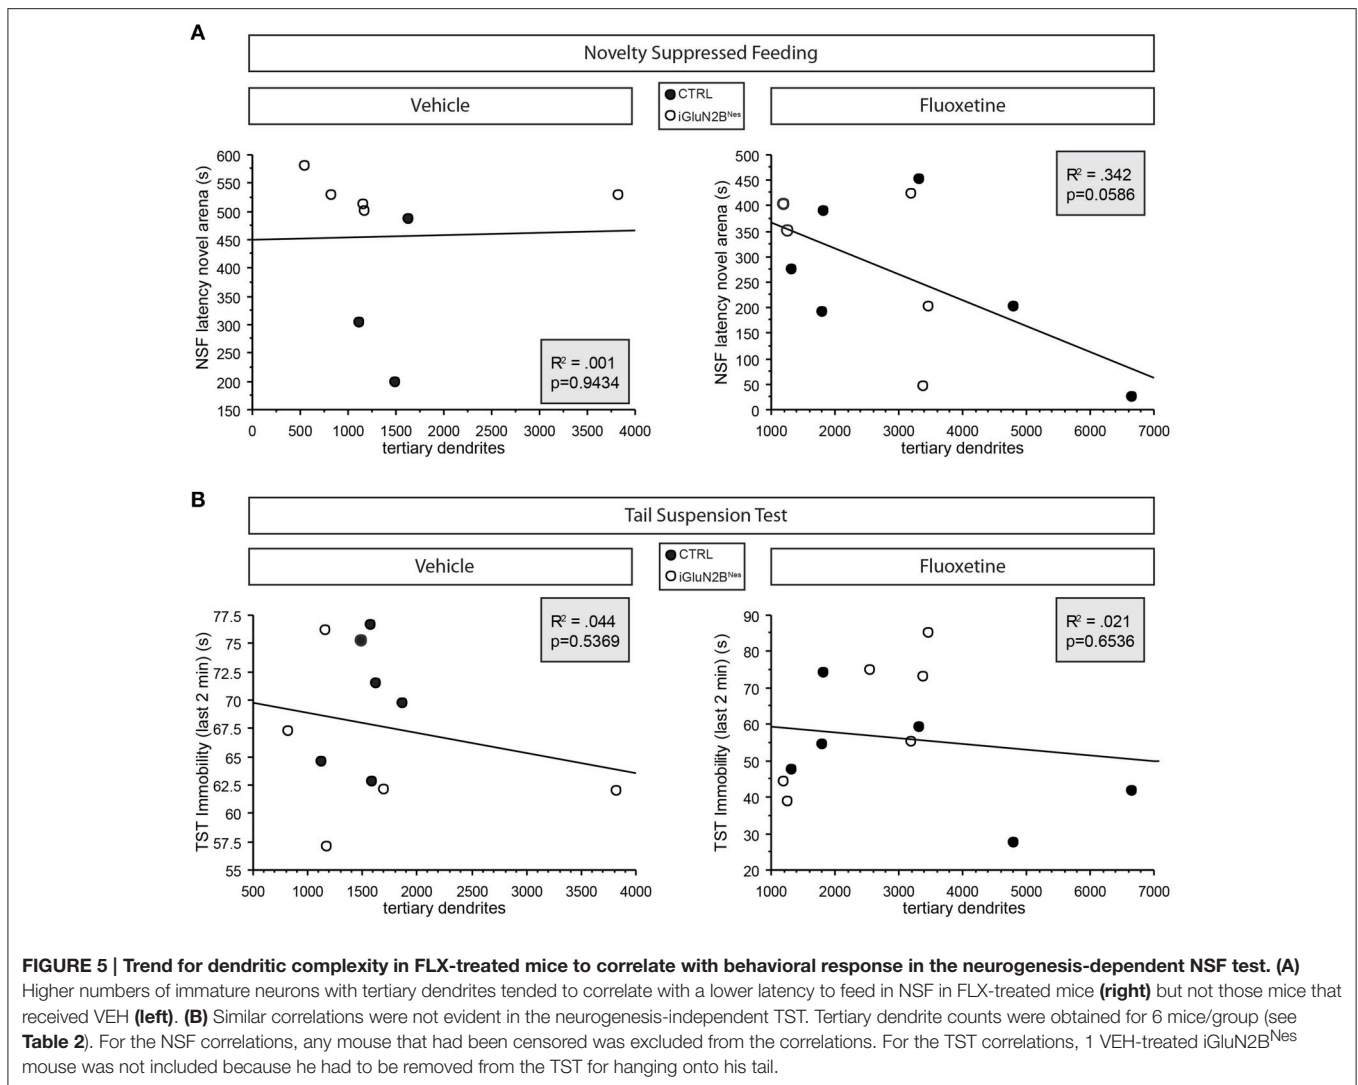 A
Novelty Suppressed Feeding
Vehicle
CTRL
iGluN2B^Nes
Fluoxetine
NSF latency novel arena (s)
600
550
500
450
400
350
300
250
200
150
R² = .001
p=0.9434
0 500 1000 1500 2000 2500 3000 3500 4000
tertiary dendrites
NSF latency novel arena (s)
500
450
400
350
300
250
200
150
100
50
0
R² = .342
p=0.0586
1000 2000 3000 4000 5000 6000 7000
tertiary dendrites
B
Tail Suspension Test
Vehicle
CTRL
iGluN2B^Nes
Fluoxetine
TST Immobility (last 2 min) (s)
77.5
75
72.5
70
67.5
65
62.5
60
57.5
55
R² = .044
p=0.5369
500 1000 1500 2000 2500 3000 3500 4000
tertiary dendrites
TST Immobility (last 2 min) (s)
90
80
70
60
50
40
30
20
R² = .021
p=0.6536
1000 2000 3000 4000 5000 6000 7000
tertiary dendrites
FIGURE 5 | Trend for dendritic complexity in FLX-treated mice to correlate with behavioral response in the neurogenesis-dependent NSF test. (A)
Higher numbers of immature neurons with tertiary dendrites tended to correlate with a lower latency to feed in NSF in FLX-treated mice (right) but not those mice that
received VEH (left). (B) Similar correlations were not evident in the neurogenesis-independent TST. Tertiary dendrite counts were obtained for 6 mice/group (see
Table 2). For the NSF correlations, any mouse that had been censored was excluded from the correlations. For the TST correlations, 1 VEH-treated iGluN2B^Nes
mouse was not included because he had to be removed from the TST for hanging onto his tail.